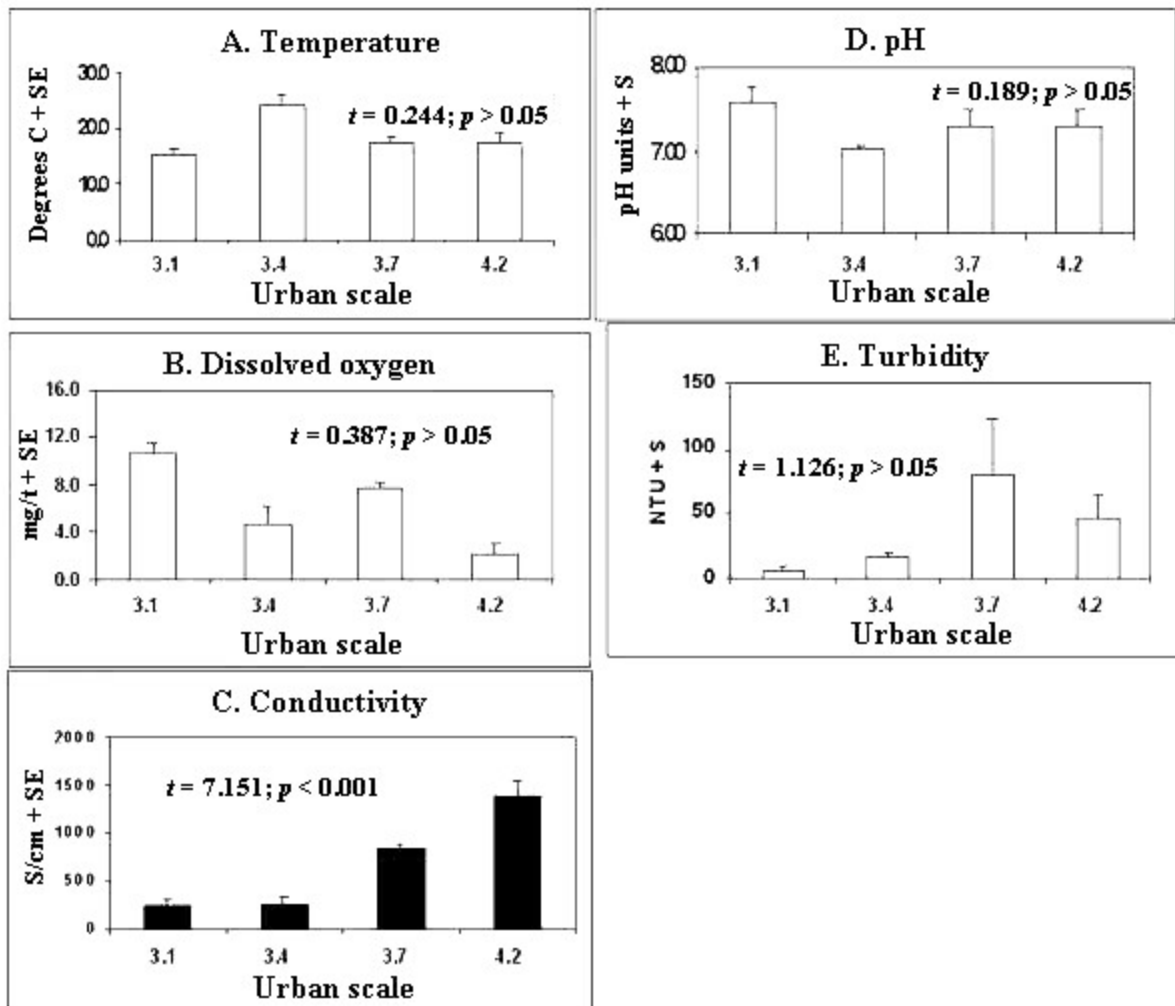 A. Temperature
Degrees C + SE
30.0
20.0
10.0
0.0
t = 0.244; p > 0.05
3.1 3.4 3.7 4.2
Urban scale
D. pH
pH units + S
8.00
7.00
6.00
t = 0.189; p > 0.05
3.1 3.4 3.7 4.2
Urban scale
B. Dissolved oxygen
mg/t + SE
16.0
12.0
8.0
4.0
0.0
t = 0.387; p > 0.05
3.1 3.4 3.7 4.2
Urban scale
E. Turbidity
NTU + S
150
100
50
0
t = 1.126; p > 0.05
3.1 3.4 3.7 4.2
Urban scale
C. Conductivity
S/cm + SE
2000
1500
1000
500
0
t = 7.151; p < 0.001
3.1 3.4 3.7 4.2
Urban scale